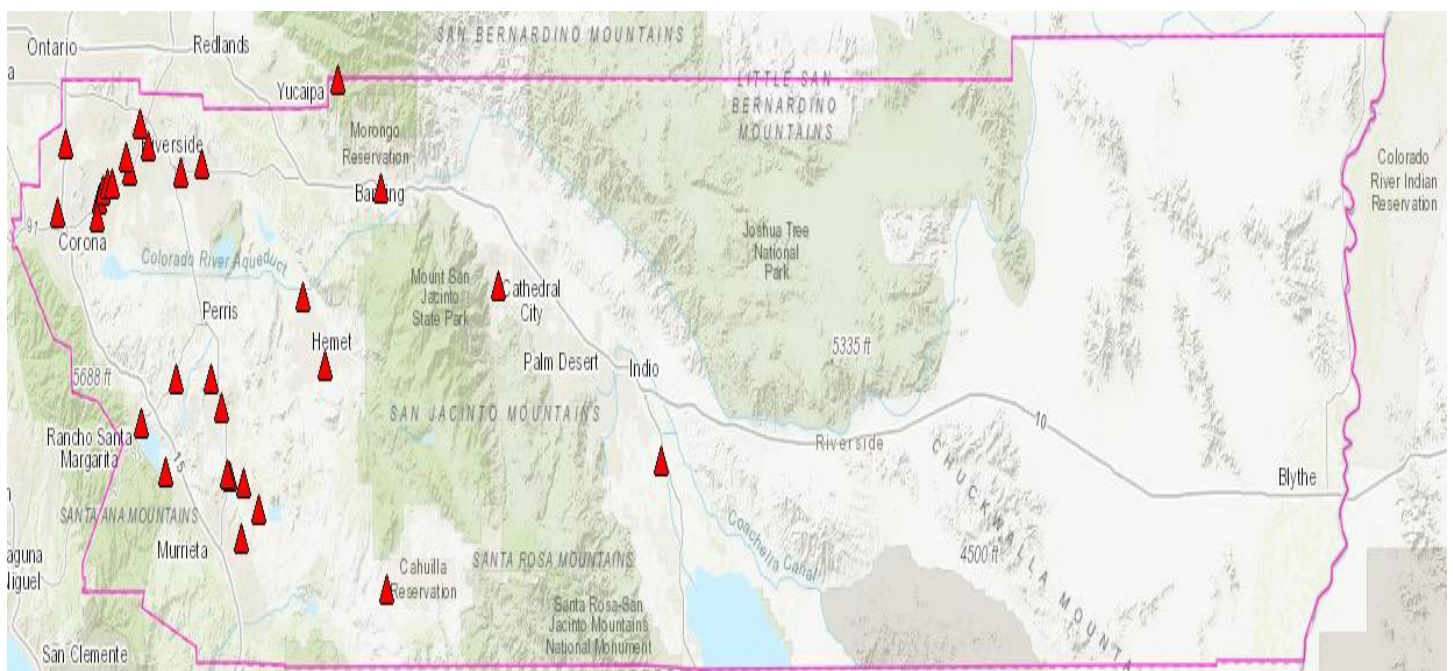 SAN BERNARDINO MOUNTAINS
Ontario
Redlands
LITTLE SAN
BERNARDINO
MOUNTAINS
Yucaipa
Morongo
Reservation
Riverside
Colorado
River Indian
Reservation
Banning
91
Corona
Colorado River Aqueduct
Joshua Tree
National
Park
Mount San
Jacinto
State Park
Cathedral
City
Perris
Hemet
5335 ft
Palm Desert
Indio
5688 ft
SAN JACINTO MOUNTAINS
Rancho Santa
Margarita
15
Riverside
10
Blythe
CHUCKWALLA MOUNTA
SANTA ANA MOUNTAINS
Coachella Canal
Murrieta
4500 ft
aguna
Niguel
Cahuilla
Reservation
SANTA ROSA MOUNTAINS
Santa Rosa-San
Jacinto Mountains
National Monument
San Clemente